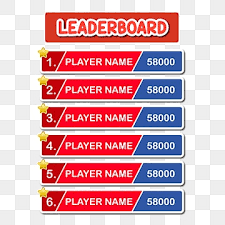 LEADERBOARD
1. PLAYER NAME 58000
2. PLAYER NAME 58000
3. PLAYER NAME 58000
4. PLAYER NAME 58000
5. PLAYER NAME 58000
6. PLAYER NAME 58000